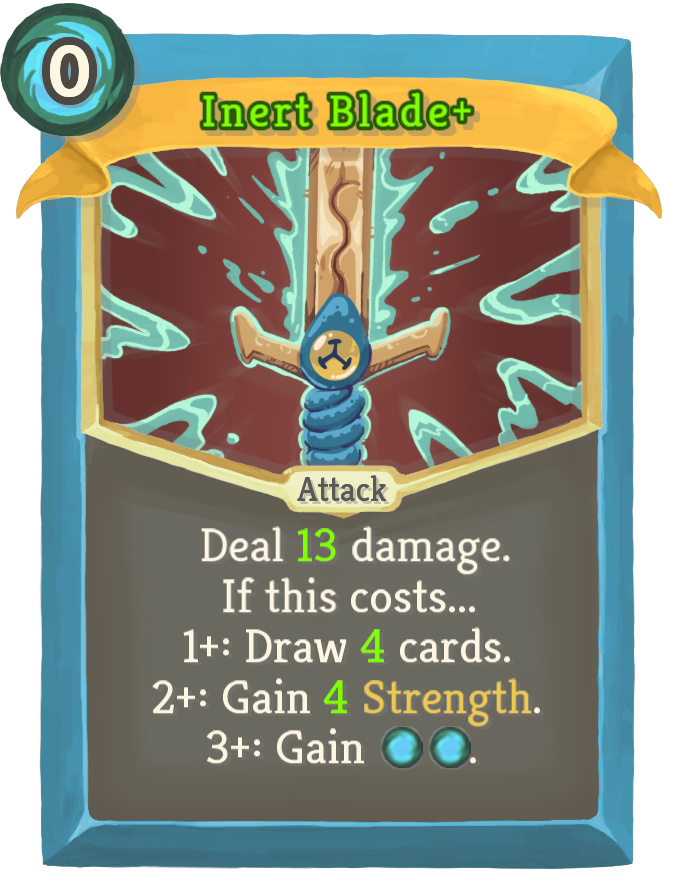 0
Inert Blade+
Attack
Deal 13 damage.
If this costs...
1+: Draw 4 cards.
2+: Gain 4 Strength.
3+: Gain .